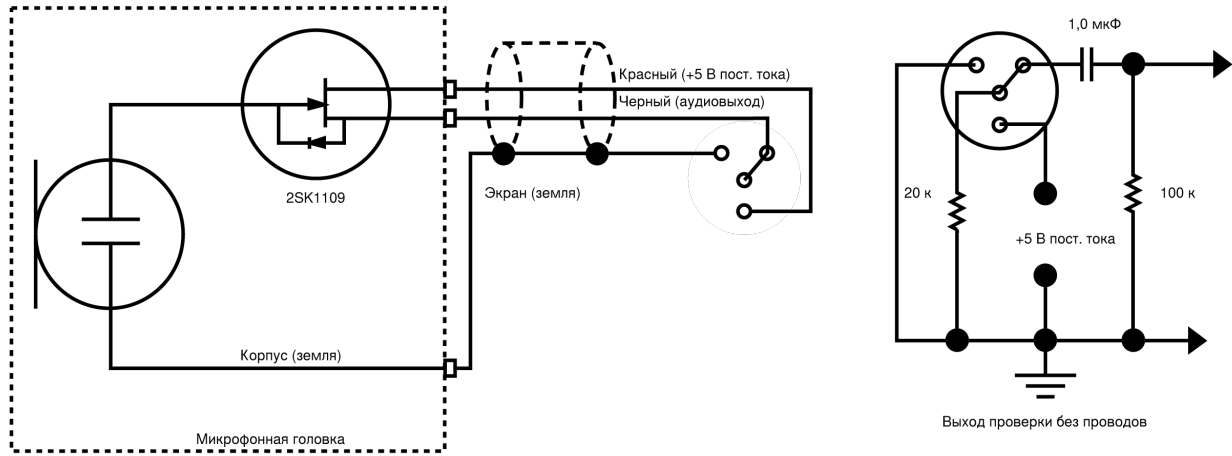 1,0 мкФ
Красный (+5 В пост. тока)
Черный (аудиовыход)
2SK1109
Экран (земля)
20 к
100 к
+5 В пост. тока
Корпус (земля)
Микрофонная головка
Выход проверки без проводов